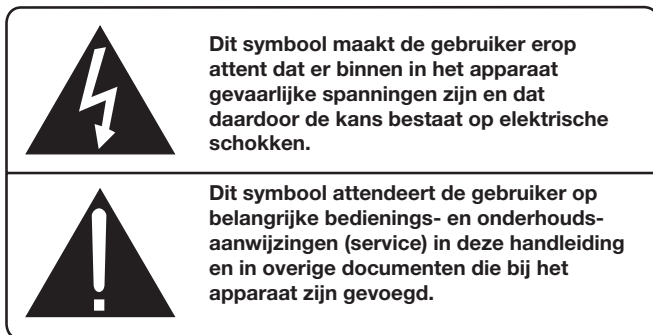 Dit symbool maakt de gebruiker erop
attent dat er binnen in het apparaat
gevaarlijke spanningen zijn en dat
daardoor de kans bestaat op elektrische
schokken.
Dit symbool attendeert de gebruiker op
belangrijke bedienings- en onderhouds-
aanwijzingen (service) in deze handleiding
en in overige documenten die bij het
apparaat zijn gevoegd.